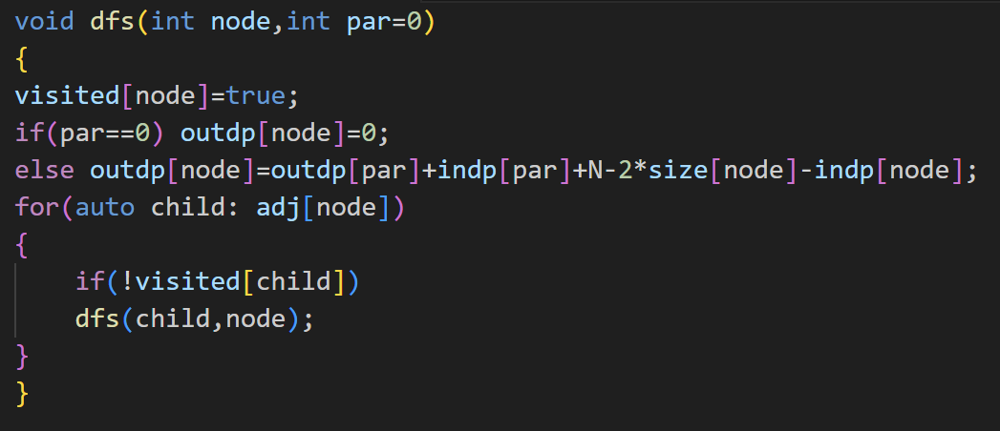 void dfs(int node,int par=0)
{
visited[node]=true;
if(par==0) outdp[node]=0;
else outdp[node]=outdp[par]+indp[par]+N-2*size[node]-indp[node];
for(auto child: adj[node])
{
    if(!visited[child])
    dfs(child,node);
}
}